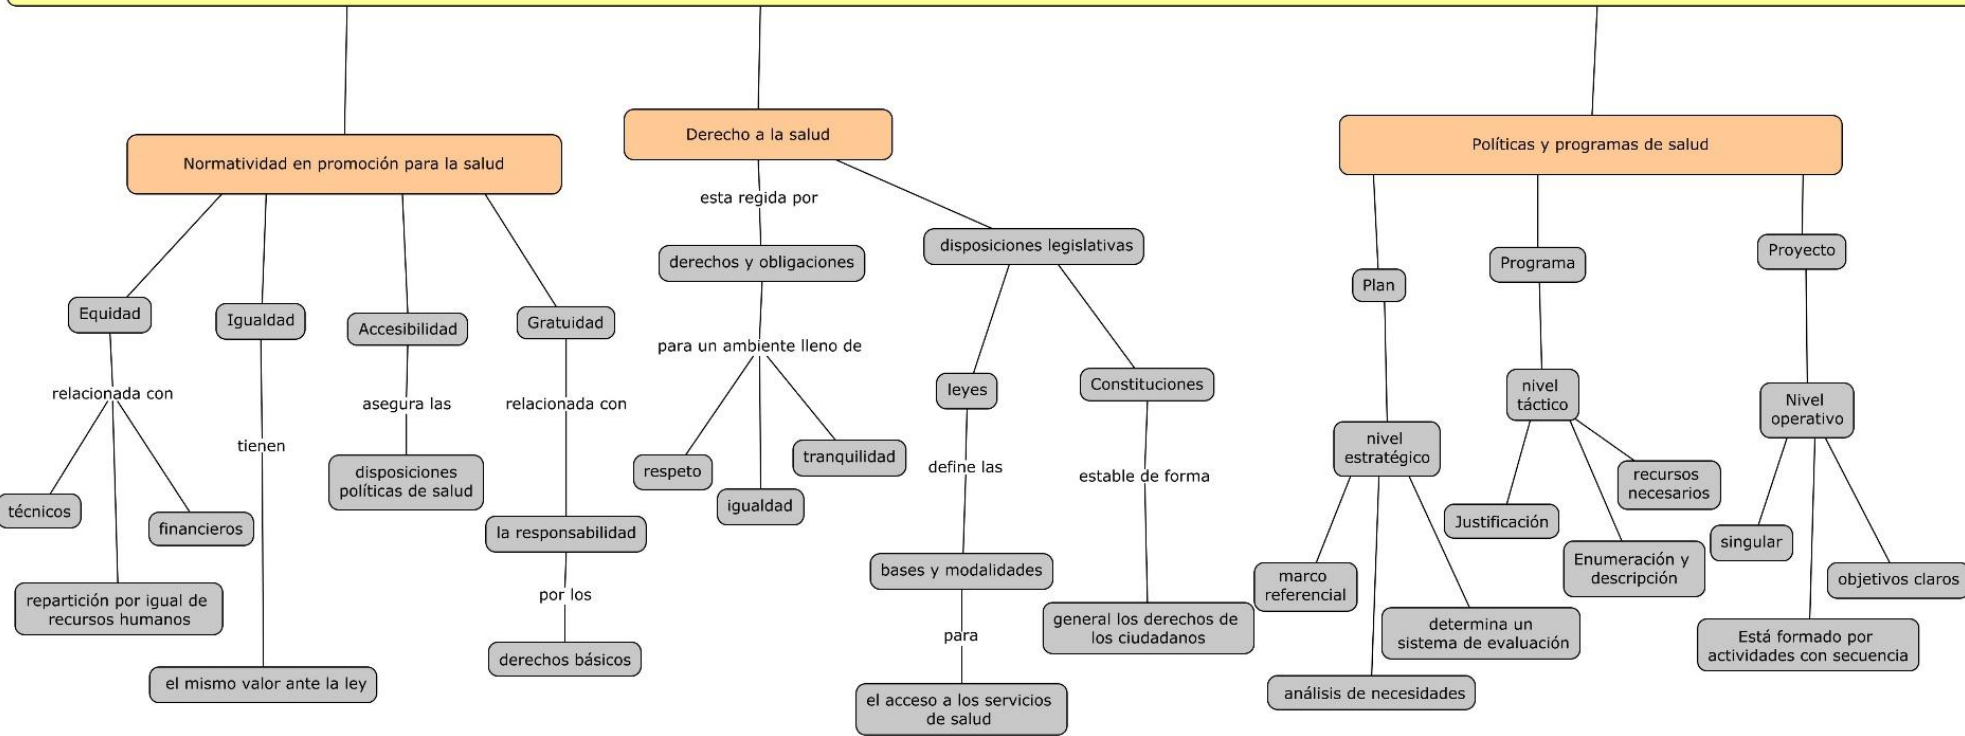 Normatividad en promoción para la salud
Equidad
relacionada con
técnicos
repartición por igual de
recursos humanos
financieros
Igualdad
tienen
el mismo valor ante la ley
Accesibilidad
asegura las
disposiciones
políticas de salud
Gratuidad
relacionada con
la responsabilidad
por los
derechos básicos
Derecho a la salud
esta regida por
derechos y obligaciones
para un ambiente lleno de
respeto
igualdad
tranquilidad
disposiciones legislativas
leyes
define las
bases y modalidades
para
el acceso a los servicios
de salud
Constituciones
estable de forma
general los derechos de
los ciudadanos
Políticas y programas de salud
Plan
nivel
estratégico
marco
referencial
análisis de necesidades
determina un
sistema de evaluación
Programa
nivel
táctico
Justificación
Enumeración y
descripción
recursos
necesarios
Proyecto
Nivel
operativo
singular
Está formado por
actividades con secuencia
objetivos claros